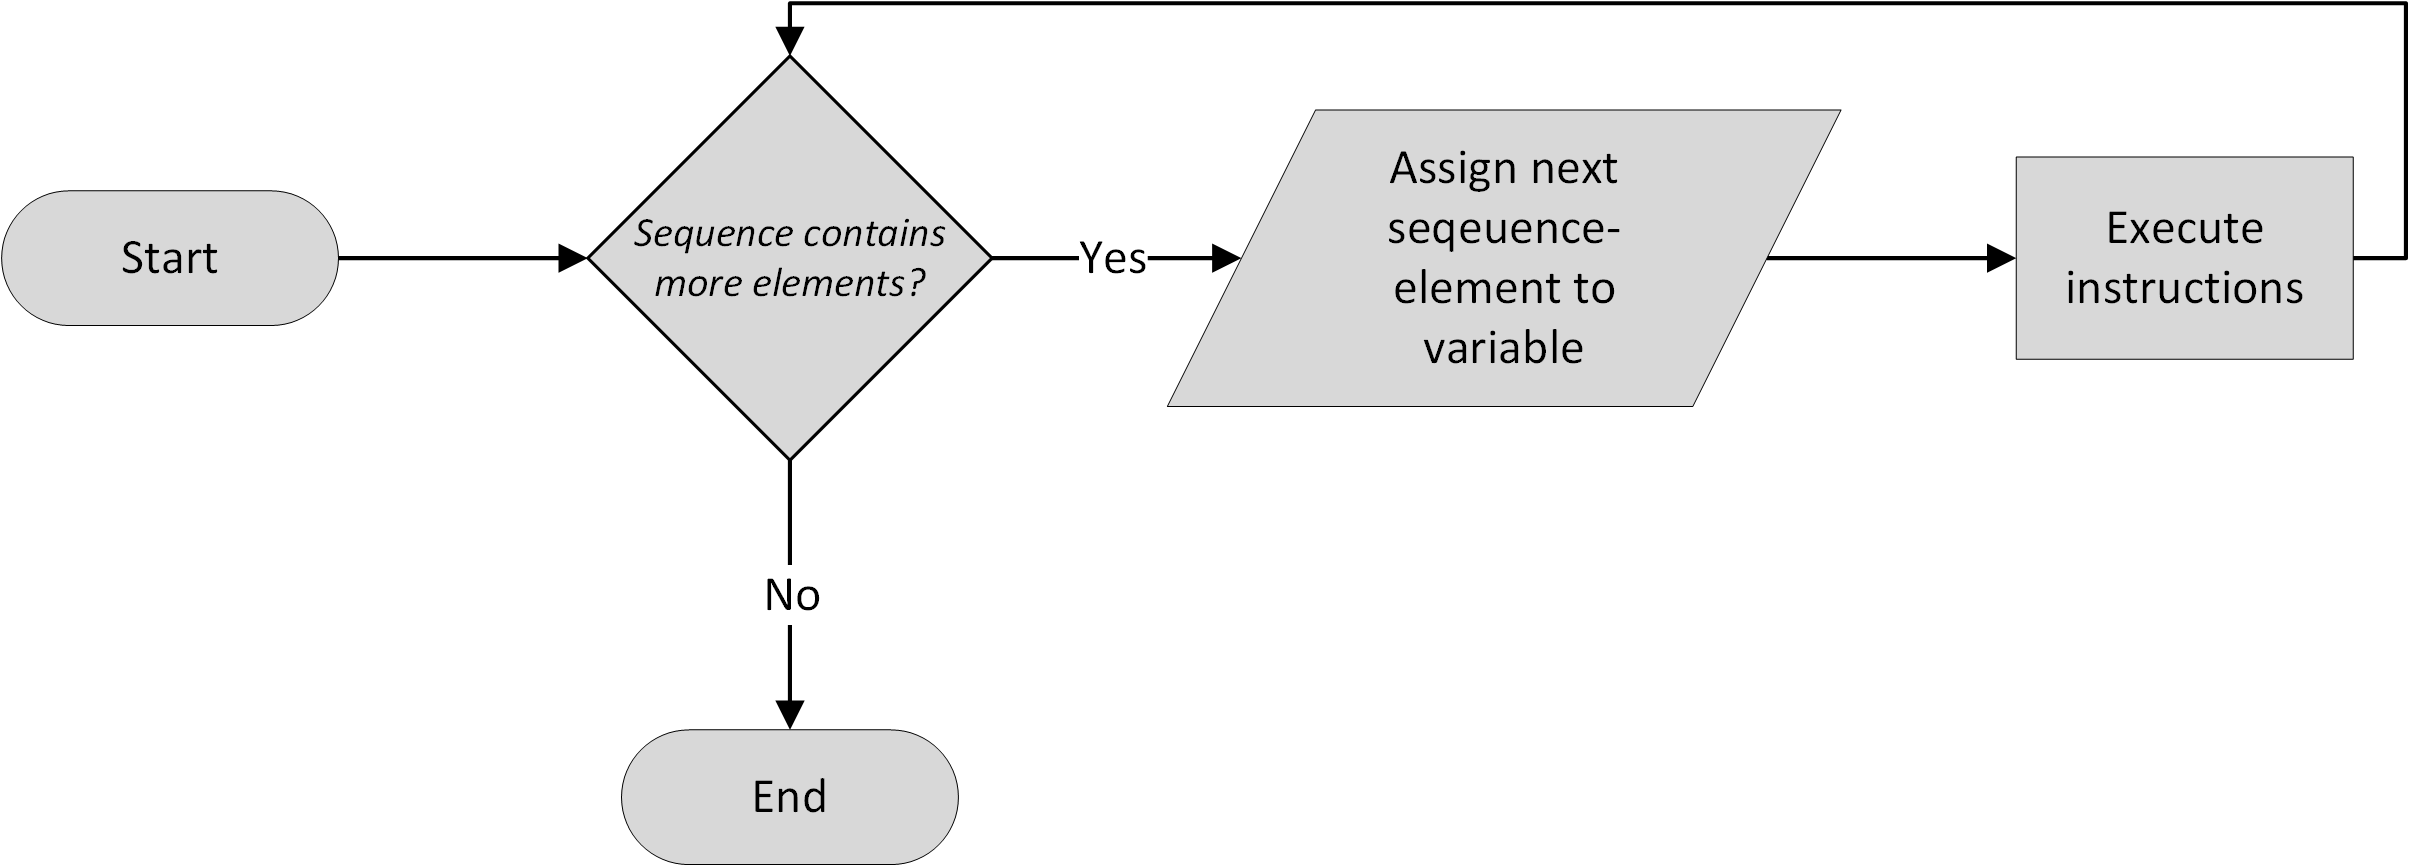 Start
Sequence contains
more elements?
Yes
Assign next
seqeuence-
element to
variable
Execute
instructions
No
End